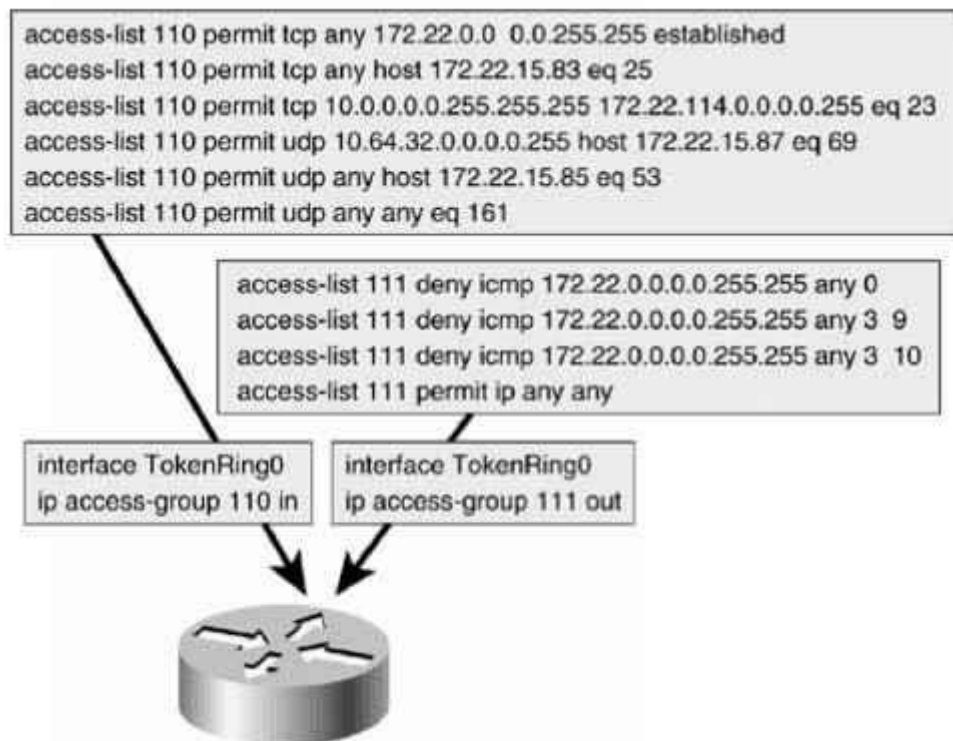 access-list 110 permit tcp any 172.22.0.0 0.0.255.255 established
access-list 110 permit tcp any host 172.22.15.83 eq 25
access-list 110 permit tcp 10.0.0.0.0.255.255.255 172.22.114.0.0.0.0.255 eq 23
access-list 110 permit udp 10.64.32.0.0.0.0.255 host 172.22.15.87 eq 69
access-list 110 permit udp any host 172.22.15.85 eq 53
access-list 110 permit udp any any eq 161
access-list 111 deny icmp 172.22.0.0.0.0.255.255 any 0
access-list 111 deny icmp 172.22.0.0.0.0.255.255 any 3 9
access-list 111 deny icmp 172.22.0.0.0.0.255.255 any 3 10
access-list 111 permit ip any any
interface TokenRing0
ip access-group 110 in
interface TokenRing0
ip access-group 111 out